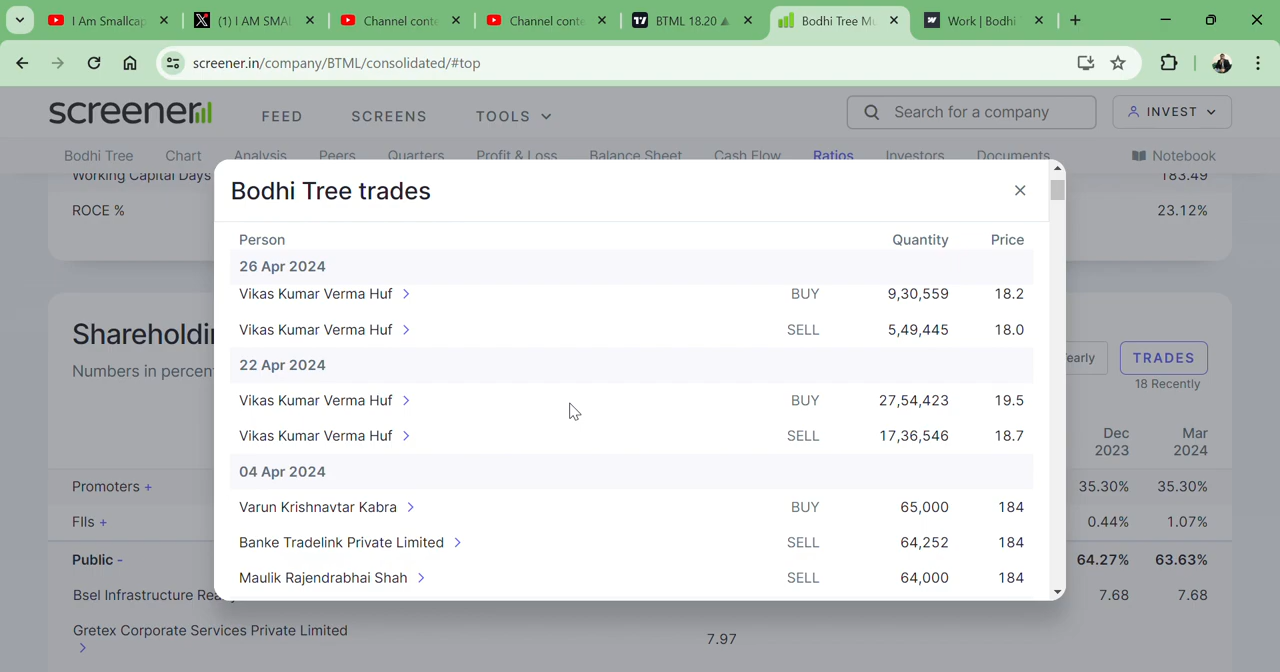 I Am Smallcap
(1) I AM SMAL
Channel conte
Channel conte
BTML 18.20
Bodhi Tree Mu
Work | Bodhi
screener.in/company/BTML/consolidated/#top
screener
FEED
SCREENS
TOOLS
Search for a company
INVEST
Bodhi Tree
Chart
Analysis
Peers
Quarters
Profit & Loss
Balance Sheet
Cash Flow
Ratios
Investors
Documents
Notebook
Working Capital Days
183.49
ROCE %
23.12%
Bodhi Tree trades
Person Quantity Price
26 Apr 2024
Vikas Kumar Verma Huf BUY 9,30,559 18.2
Vikas Kumar Verma Huf SELL 5,49,445 18.0
22 Apr 2024
Vikas Kumar Verma Huf BUY 27,54,423 19.5
Vikas Kumar Verma Huf SELL 17,36,546 18.7
04 Apr 2024
Varun Krishnavtar Kabra BUY 65,000 184
Banke Tradelink Private Limited SELL 64,252 184
Maulik Rajendrabhai Shah SELL 64,000 184
Shareholdin
Numbers in percen
early
TRADES
18 Recently
Dec Mar
2023 2024
Promoters + 35.30% 35.30%
FIIs + 0.44% 1.07%
Public - 64.27% 63.63%
Bsel Infrastructure Rea 7.68 7.68
Gretex Corporate Services Private Limited 7.97